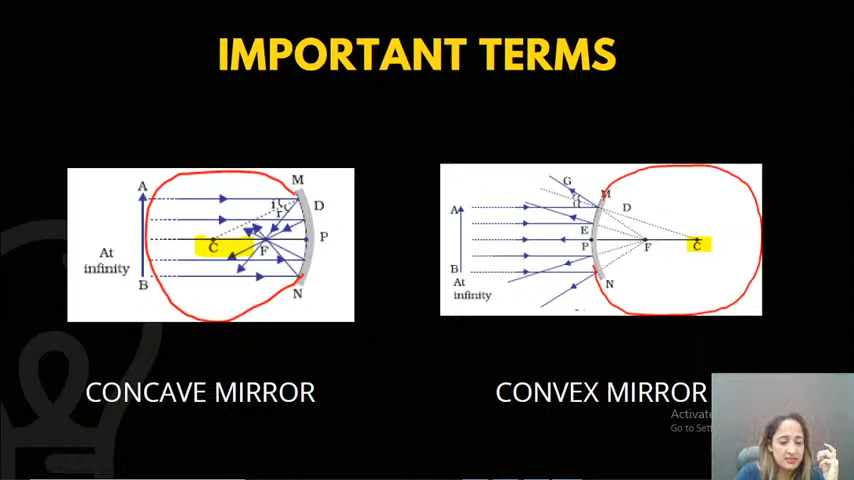 IMPORTANT TERMS
A
M
i
r
D
C
F
P
At
infinity
B
N
G
M
A
D
E
P
F
C
B
At
infinity
N
CONCAVE MIRROR
CONVEX MIRROR
Activate
Go to Sett